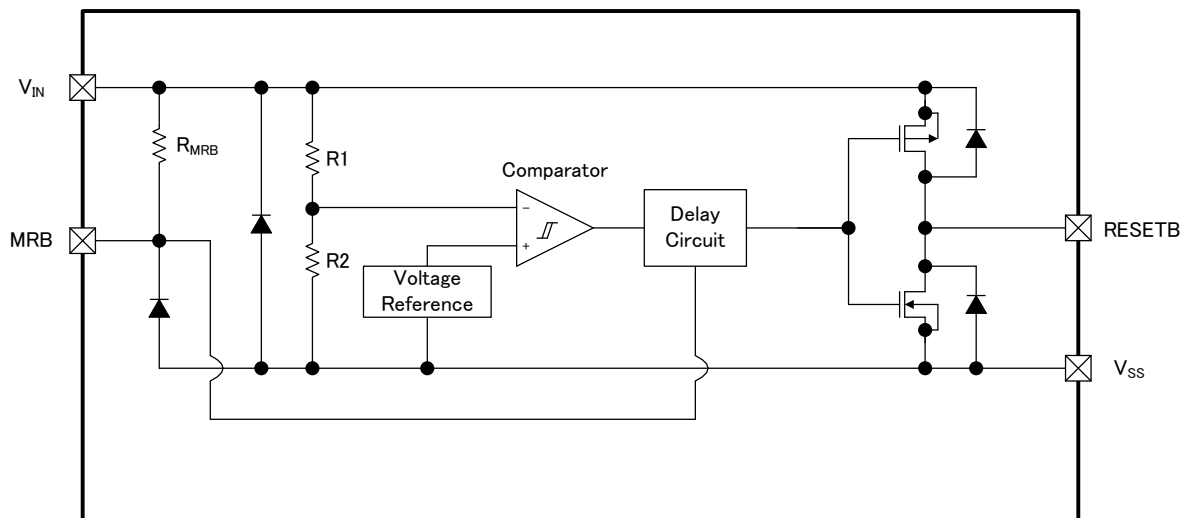 VIN
RMRB
R1
Comparator
MRB
−
Delay
Circuit
RESETB
+
R2
Voltage
Reference
VSS